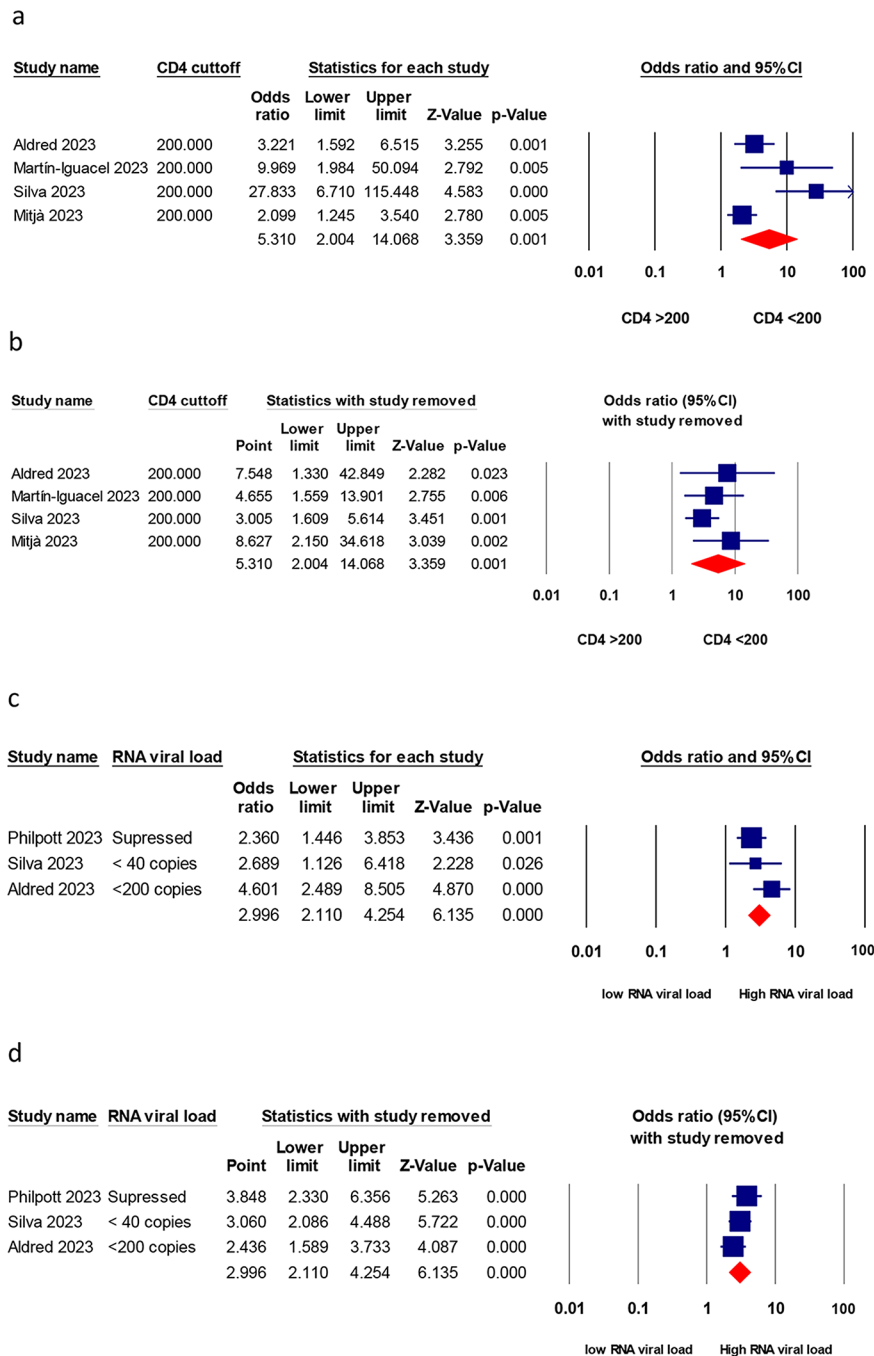 a
Study name CD4 cuttoff Statistics for each study Odds ratio and 95%CI
Odds Lower Upper
ratio limit limit Z-Value p-Value
Aldred 2023 200.000 3.221 1.592 6.515 3.255 0.001
Martín-Iguacel 2023 200.000 9.969 1.984 50.094 2.792 0.005
Silva 2023 200.000 27.833 6.710 115.448 4.583 0.000
Mitjà 2023 200.000 2.099 1.245 3.540 2.780 0.005
5.310 2.004 14.068 3.359 0.001
0.01 0.1 1 10 100
CD4 >200 CD4 <200
b
Study name CD4 cuttoff Statistics with study removed Odds ratio (95%CI)
with study removed
Lower Upper
Point limit limit Z-Value p-Value
Aldred 2023 200.000 7.548 1.330 42.849 2.282 0.023
Martín-Iguacel 2023 200.000 4.655 1.559 13.901 2.755 0.006
Silva 2023 200.000 3.005 1.609 5.614 3.451 0.001
Mitjà 2023 200.000 8.627 2.150 34.618 3.039 0.002
5.310 2.004 14.068 3.359 0.001
0.01 0.1 1 10 100
CD4 >200 CD4 <200
c
Study name RNA viral load Statistics for each study Odds ratio and 95%CI
Odds Lower Upper
ratio limit limit Z-Value p-Value
Philpott 2023 Supressed 2.360 1.446 3.853 3.436 0.001
Silva 2023 < 40 copies 2.689 1.126 6.418 2.228 0.026
Aldred 2023 <200 copies 4.601 2.489 8.505 4.870 0.000
2.996 2.110 4.254 6.135 0.000
0.01 0.1 1 10 100
low RNA viral load High RNA viral load
d
Study name RNA viral load Statistics with study removed Odds ratio (95%CI)
with study removed
Lower Upper
Point limit limit Z-Value p-Value
Philpott 2023 Supressed 3.848 2.330 6.356 5.263 0.000
Silva 2023 < 40 copies 3.060 2.086 4.488 5.722 0.000
Aldred 2023 <200 copies 2.436 1.589 3.733 4.087 0.000
2.996 2.110 4.254 6.135 0.000
0.01 0.1 1 10 100
low RNA viral load High RNA viral load